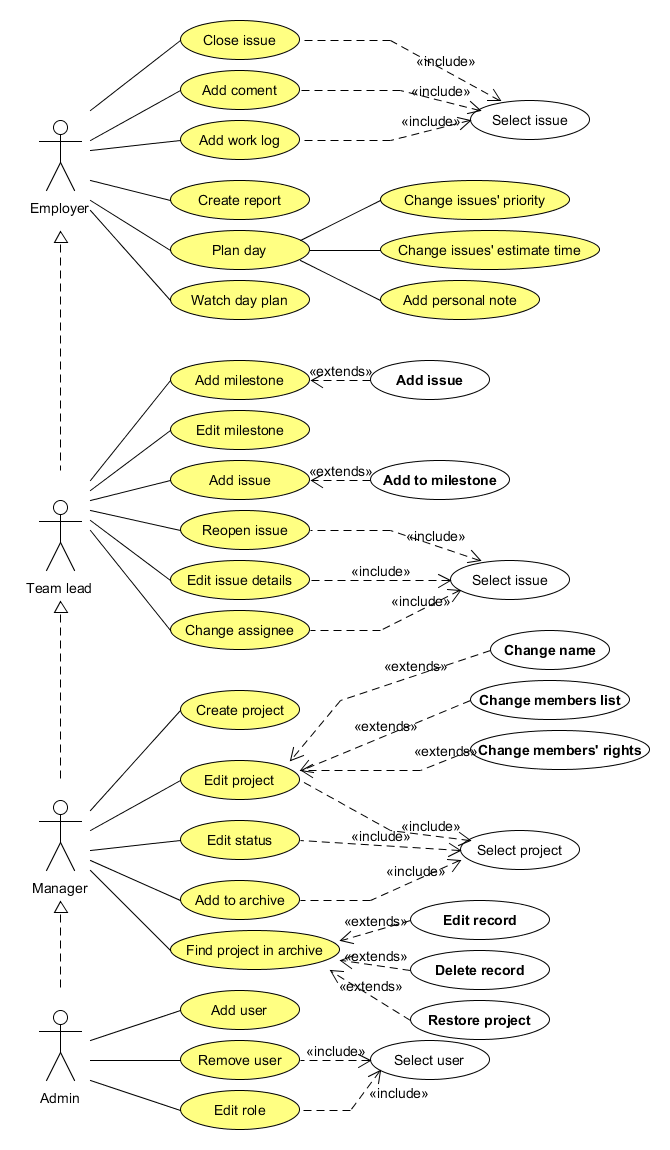 Close issue
«include»
Add coment
«include»
Add work log
«include»
Select issue
Employer
Create report
Change issues' priority
Plan day
Change issues' estimate time
Watch day plan
Add personal note
Add milestone
«extends»
Add issue
Edit milestone
Add issue
«extends»
Add to milestone
Reopen issue
«include»
Team lead
Edit issue details
«include»
Select issue
Change assignee
«include»
Change name
«extends»
Create project
Change members list
«extends»
Change members' rights
«extends»
Edit project
«include»
Edit status
«include»
Select project
«include»
Manager
Add to archive
Edit record
«extends»
Find project in archive
«extends»
Delete record
«extends»
Restore project
Add user
Remove user
«include»
Select user
Admin
Edit role
«include»